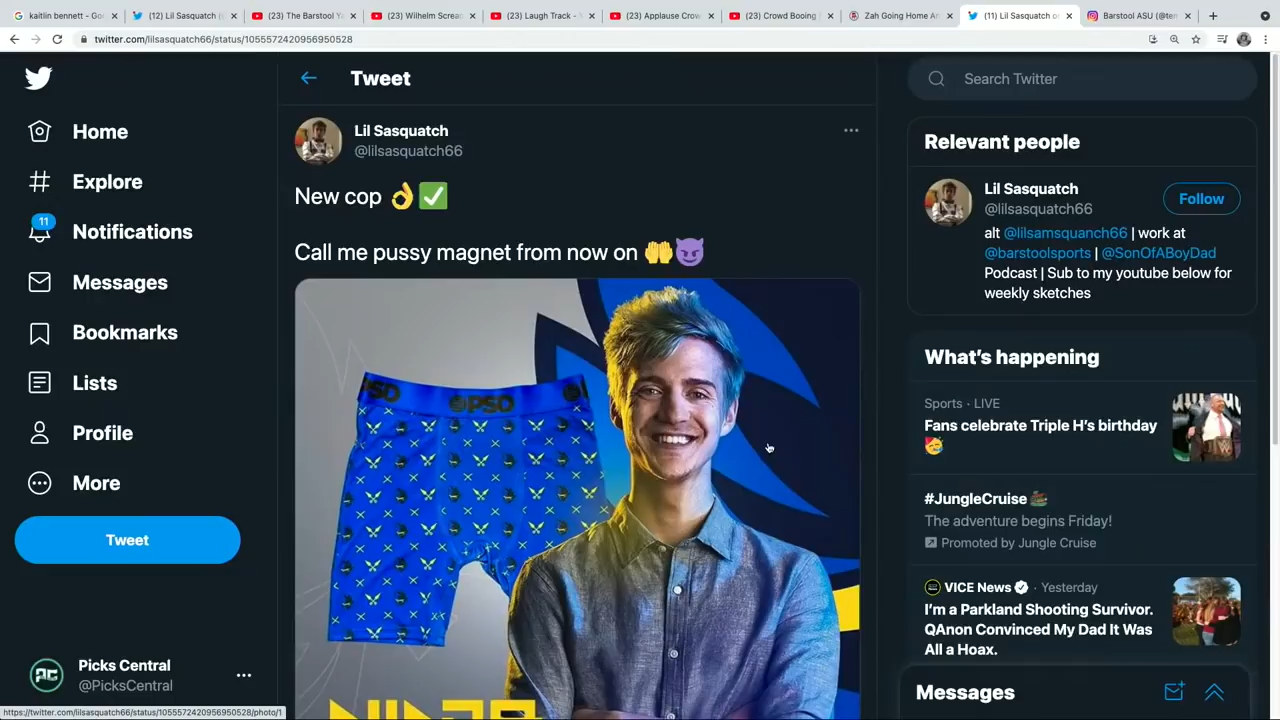 kaitlin bennett - Go
(12) Lil Sasquatch (
(23) The Barstool Ya
(23) Wilhelm Screa
(23) Laugh Track -
(23) Applause Crow
(23) Crowd Booing
Zah Going Home An
(11) Lil Sasquatch o
Barstool ASU (@te
twitter.com/lilsasquatch66/status/1055572420956950528
Home
Explore
11
Notifications
Messages
Bookmarks
Lists
Profile
More
Tweet
Picks Central
@PicksCentral
https://twitter.com/lilsasquatch66/status/1055572420956950528/photo/1
Tweet
Lil Sasquatch
@lilsasquatch66
New cop 👌✅
Call me pussy magnet from now on 🤲😈
PSD
PSD
NINJA
Search Twitter
Relevant people
Lil Sasquatch
@lilsasquatch66
Follow
alt @lilsamsquanch66 | work at
@barstoolsports | @SonOfABoyDad
Podcast | Sub to my youtube below for
weekly sketches
What's happening
Sports · LIVE
Fans celebrate Triple H's birthday
🥳
#JungleCruise
The adventure begins Friday!
Promoted by Jungle Cruise
VICE News · Yesterday
I'm a Parkland Shooting Survivor.
QAnon Convinced My Dad It Was
All a Hoax.
Messages